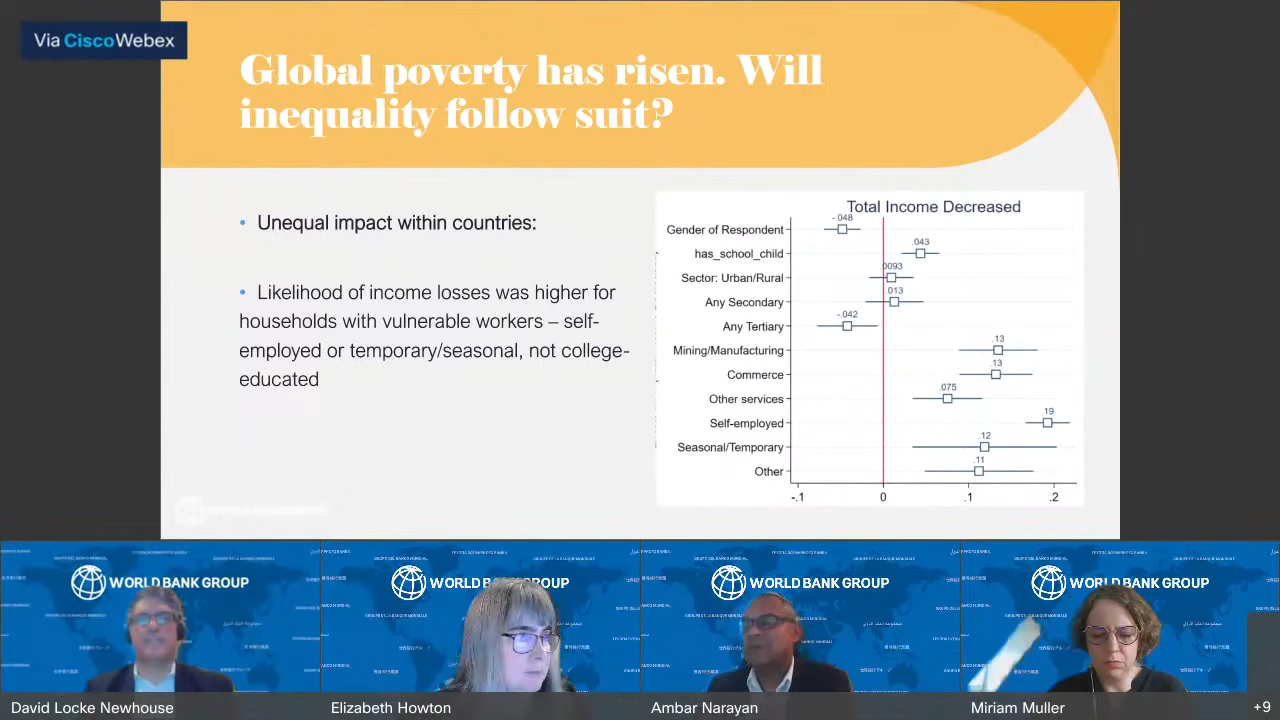 Via Cisco Webex
Global poverty has risen. Will
inequality follow suit?
• Unequal impact within countries:
• Likelihood of income losses was higher for
households with vulnerable workers – self-
employed or temporary/seasonal, not college-
educated
Total Income Decreased
Gender of Respondent -.048
has_school_child .043
Sector: Urban/Rural .0093
Any Secondary .013
Any Tertiary -.042
Mining/Manufacturing .13
Commerce .13
Other services .075
Self-employed .19
Seasonal/Temporary .12
Other .11
-.1 0 .1 .2
WORLD BANK GROUP
WORLD BANK GROUP
WORLD BANK GROUP
WORLD BANK GROUP
David Locke Newhouse
Elizabeth Howton
Ambar Narayan
Miriam Muller
+9